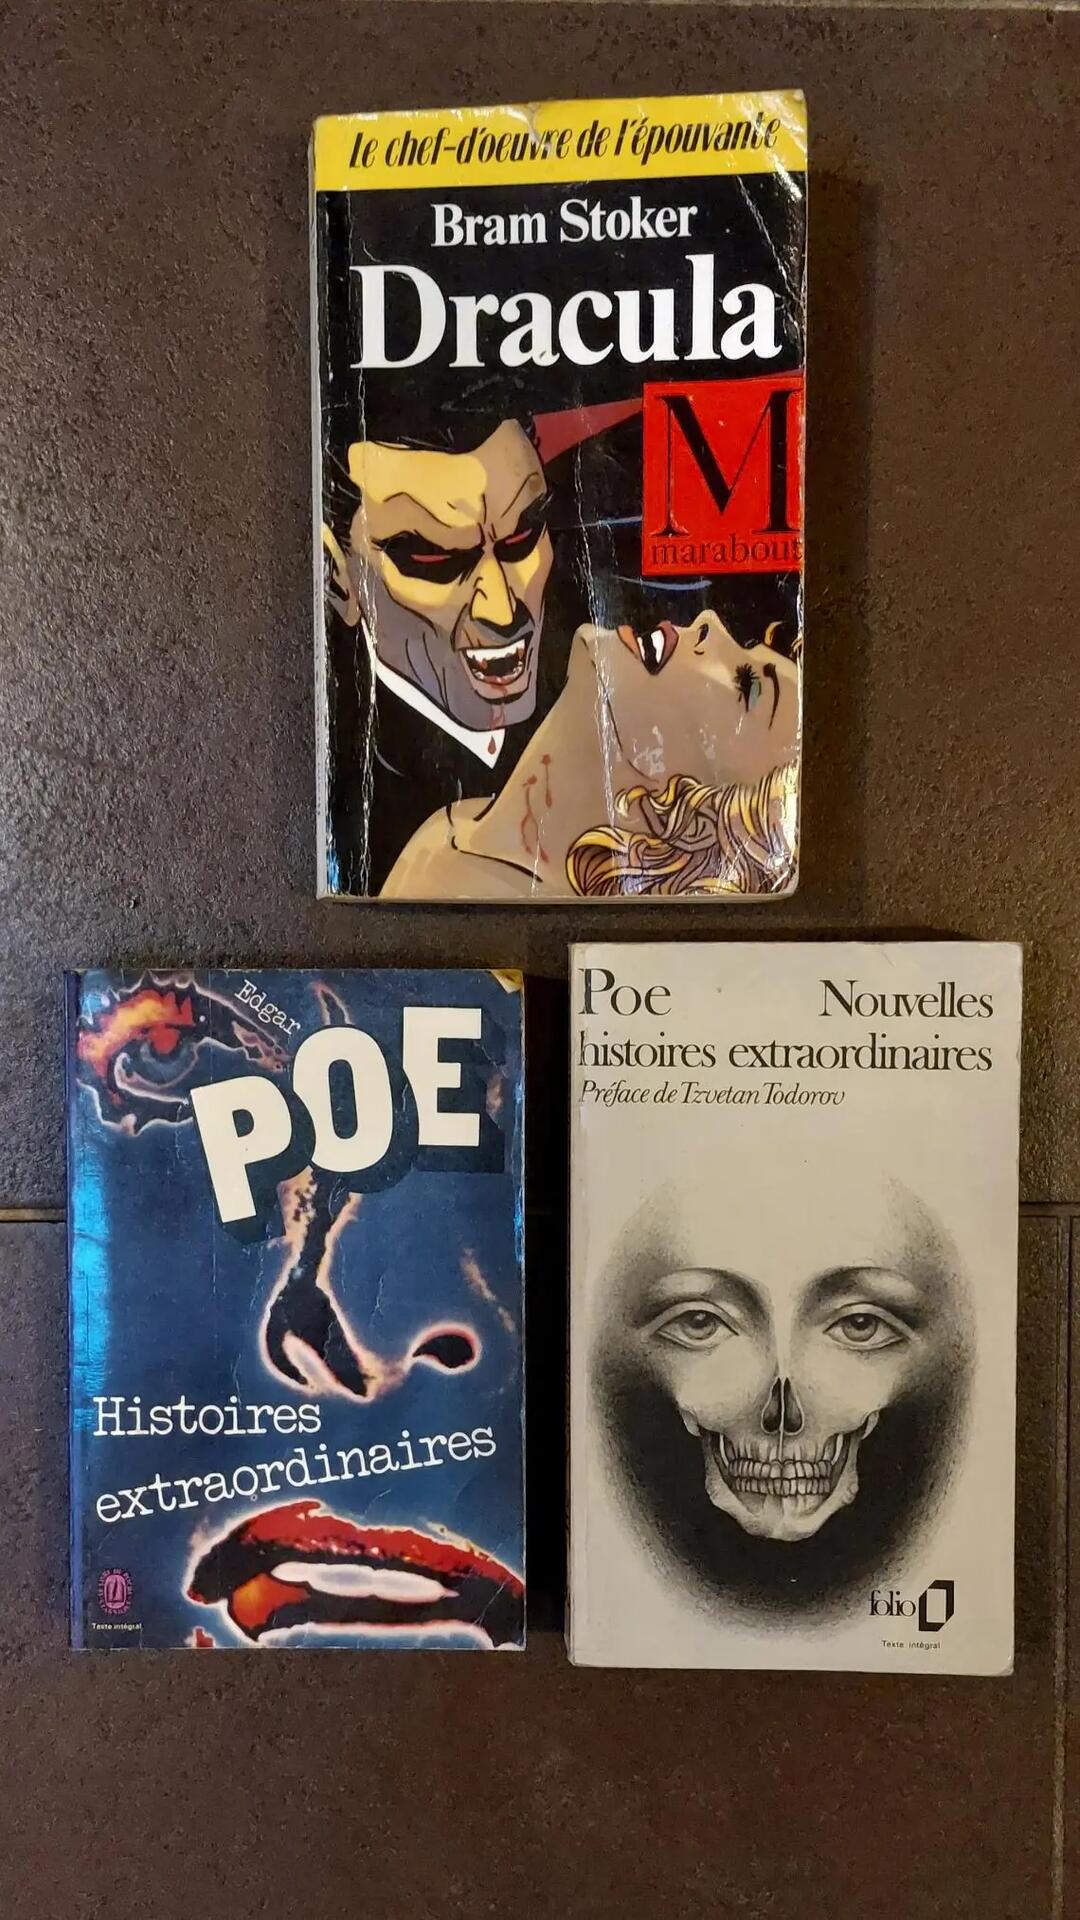 Le chef-d'oeuvre de l'épouvante
Bram Stoker
Dracula
M
marabout
Edgar
POE
Histoires
extraordinaires
Texte intégral
Poe Nouvelles
histoires extraordinaires
Préface de Tzvetan Todorov
folio
Texte intégral